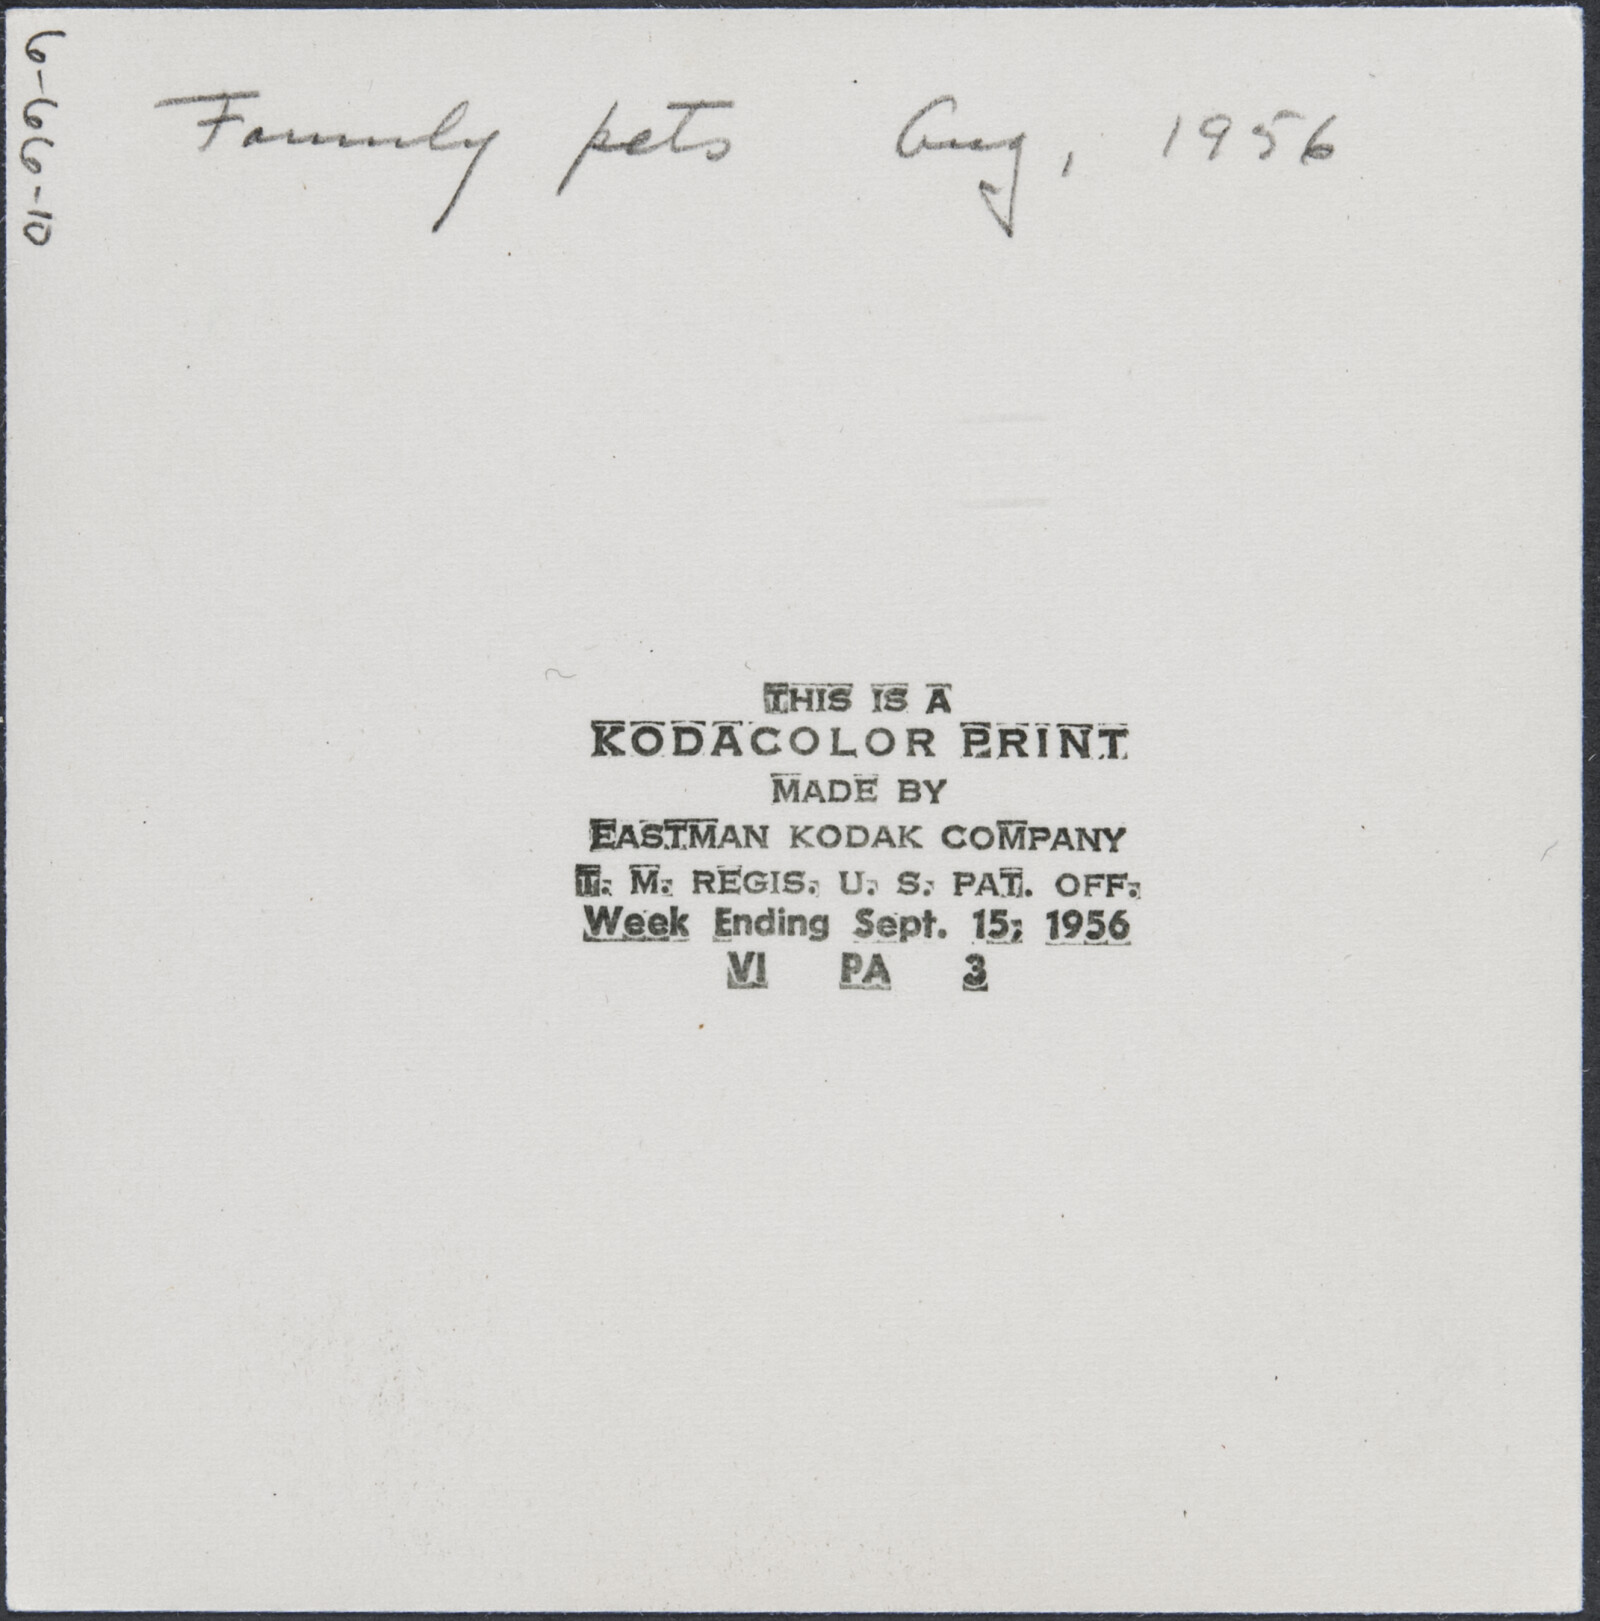 6-66-10
Family pets Aug, 1956
THIS IS A
KODACOLOR PRINT
MADE BY
EASTMAN KODAK COMPANY
T. M. REGIS. U. S. PAT. OFF.
Week Ending Sept. 15, 1956
VI PA 3